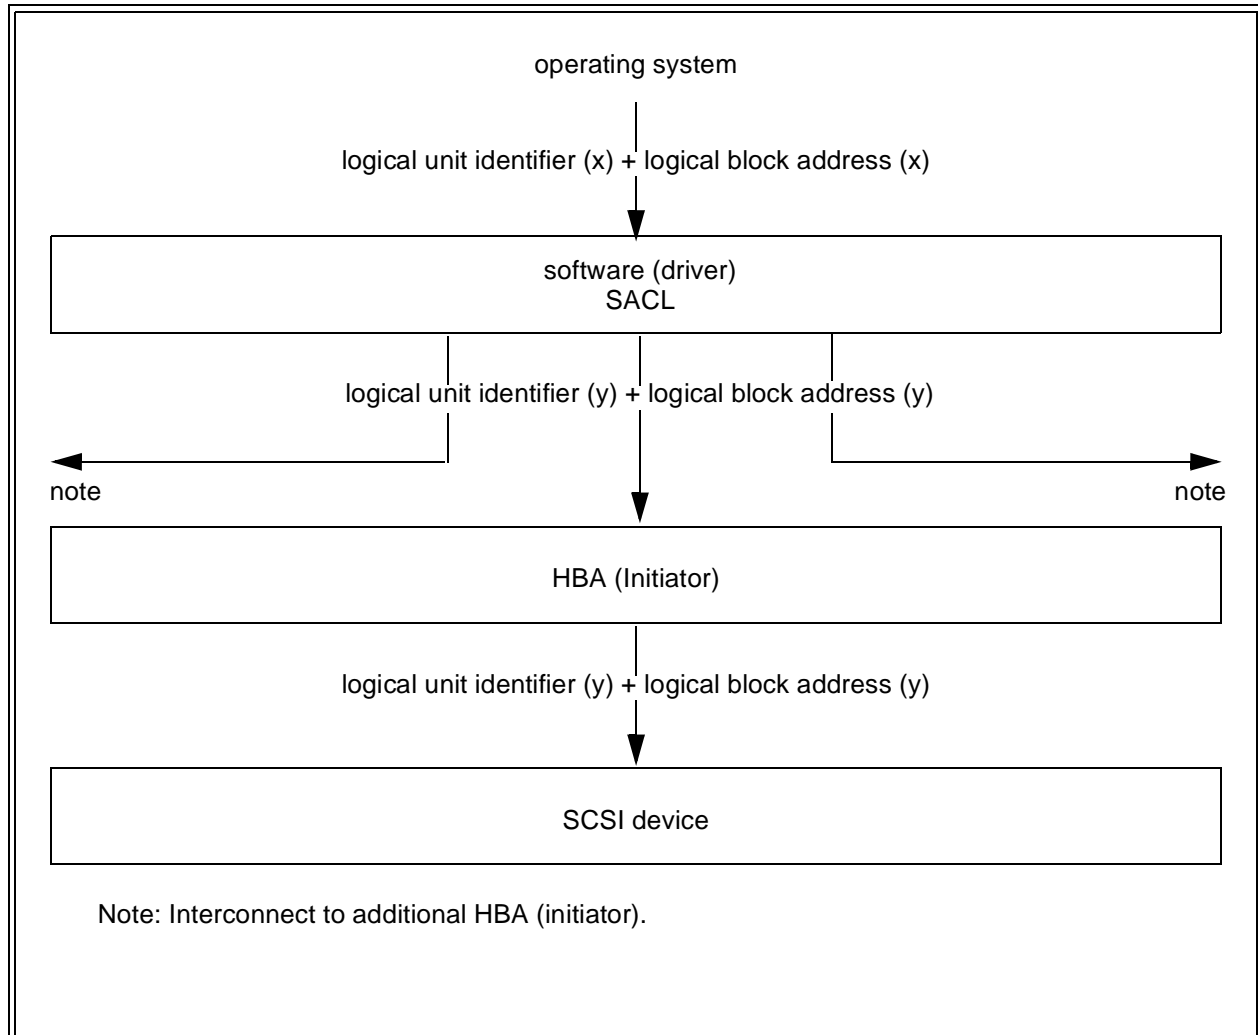 operating system
logical unit identifier (x) + logical block address (x)
software (driver)
SACL
logical unit identifier (y) + logical block address (y)
note
note
HBA (Initiator)
logical unit identifier (y) + logical block address (y)
SCSI device
Note: Interconnect to additional HBA (initiator).